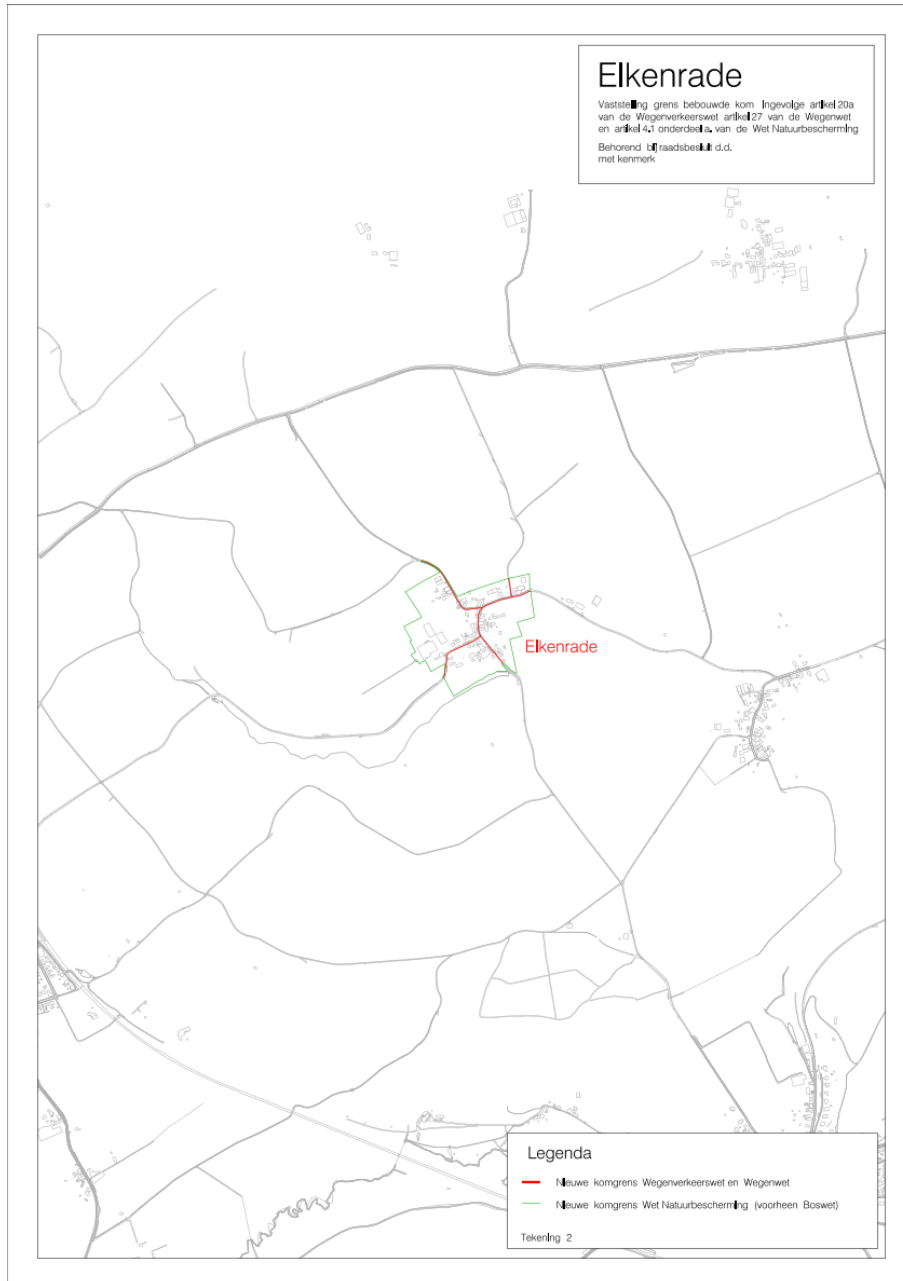 Elkenrade
Vaststelling grens bebouwde kom ingevolge artikel 20a
van de Wegenverkeerswet artikel 27 van de Wegenwet
en artikel 4.1 onderdeel a. van de Wet Natuurbescherming
Behorend bij raadsbesluit d.d.
met kenmerk
Elkenrade
Legenda
Nieuwe komgrens Wegenverkeerswet en Wegenwet
Nieuwe komgrens Wet Natuurbescherming (voorheen Boswet)
Tekening 2